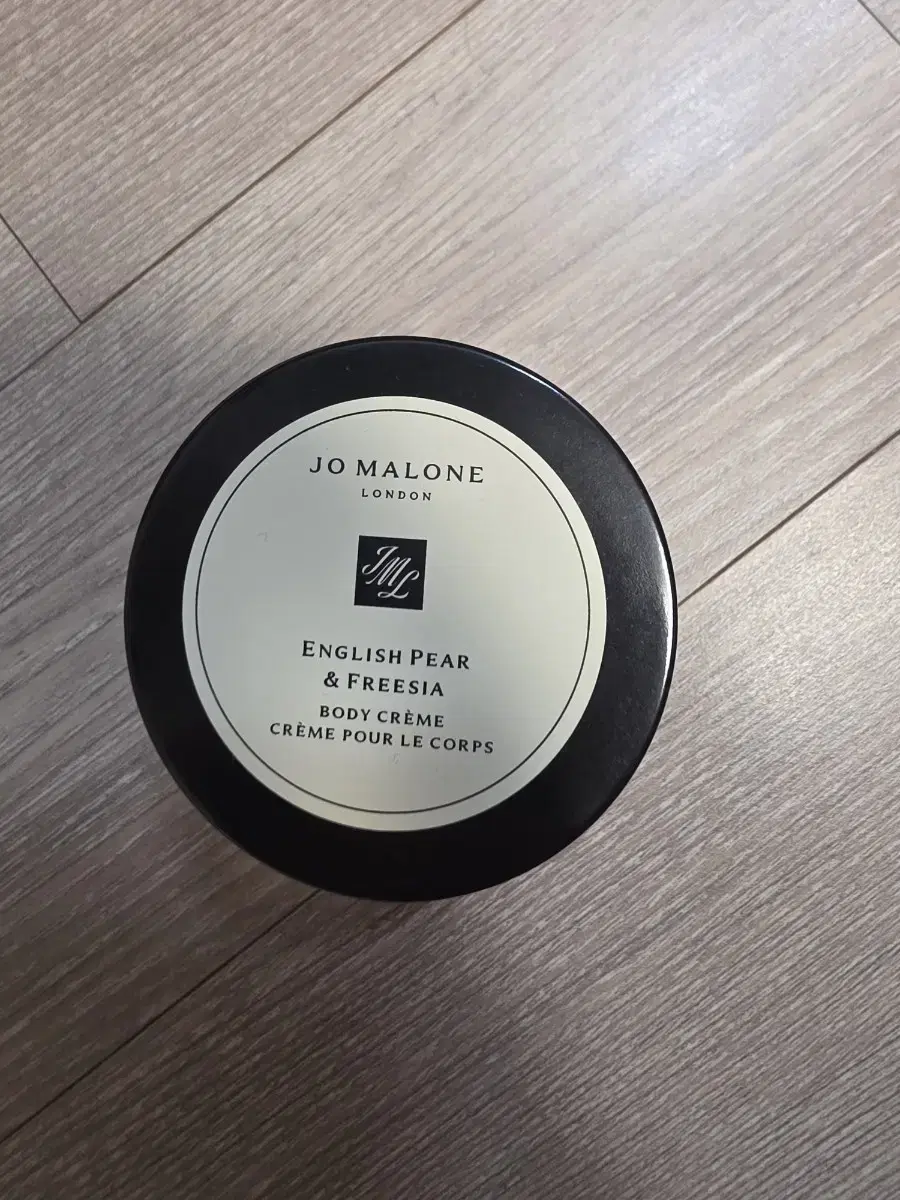 JO MALONE
LONDON
JML
ENGLISH PEAR
& FREESIA
BODY CRÈME
CRÈME POUR LE CORPS